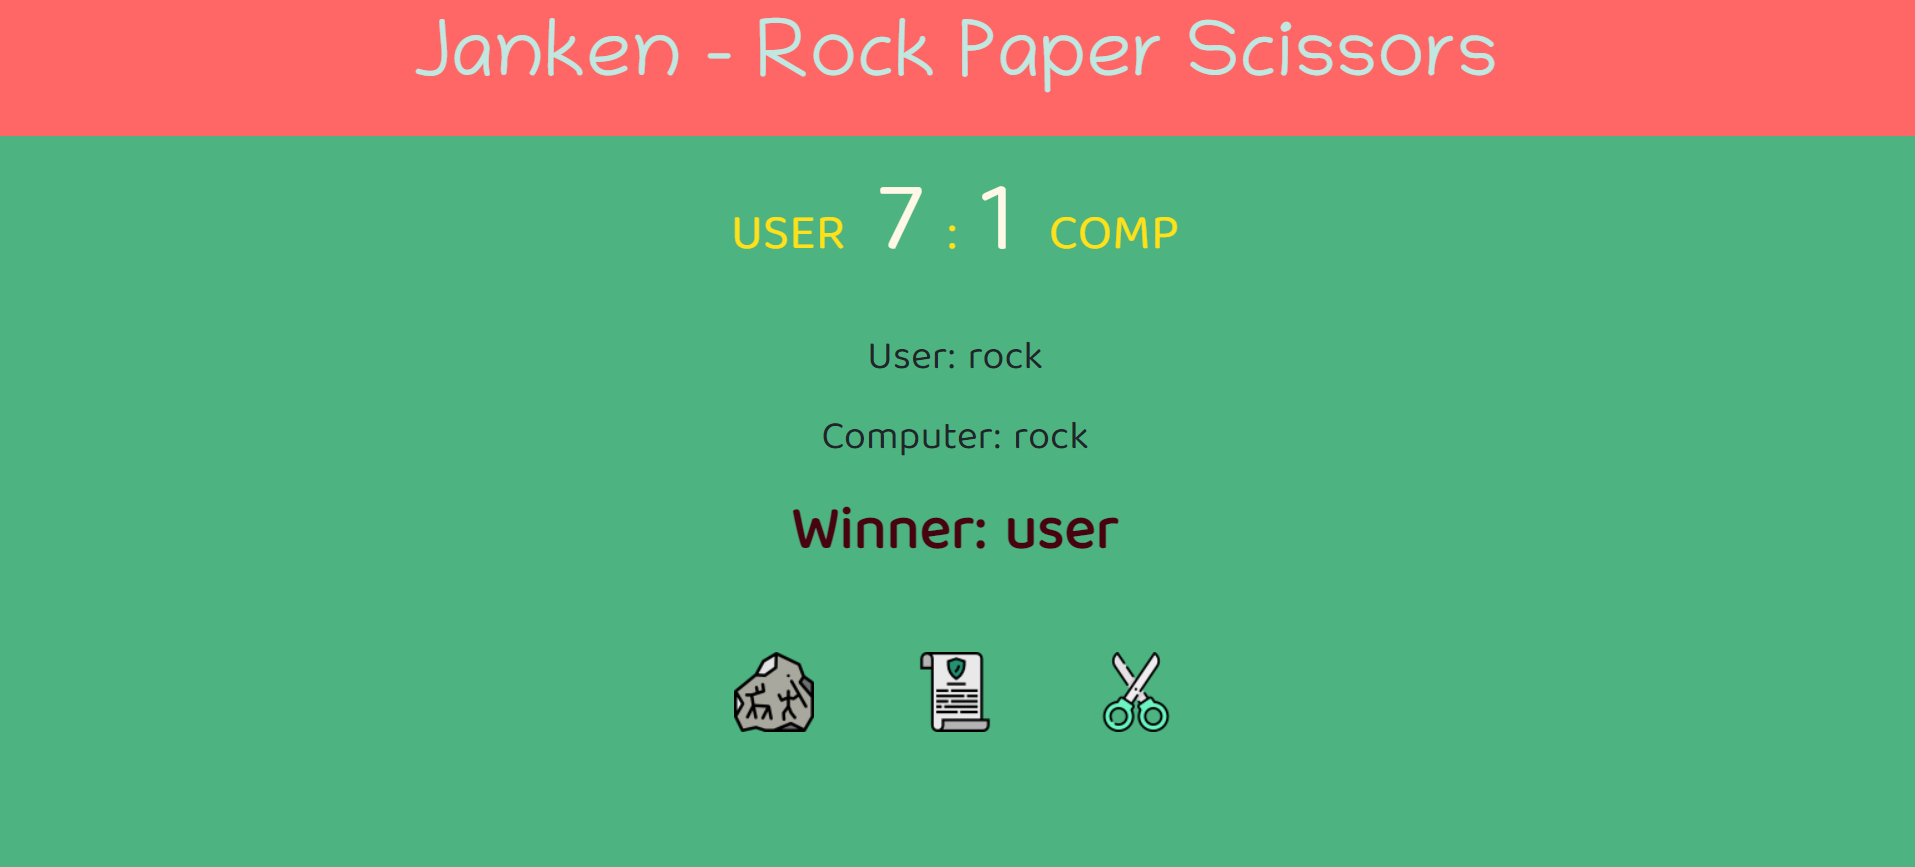 Janken - Rock Paper Scissors
USER 7 : 1 COMP
User: rock
Computer: rock
Winner: user